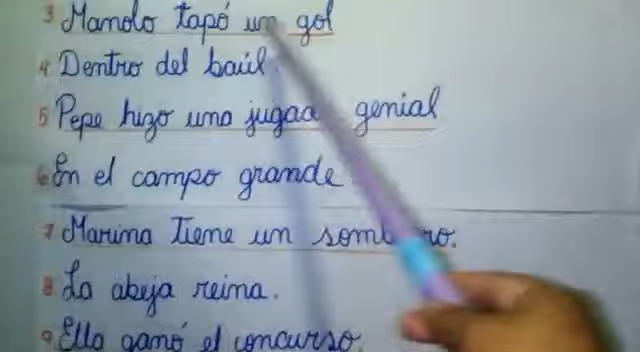 3 Manolo tapó un gol
4 Dentro del baúl.
5 Pepe hizo una genial
6 En el campo grande.
7 Marina Tiene un
8 La abeja reina.
9 Ella ganó el concurso.